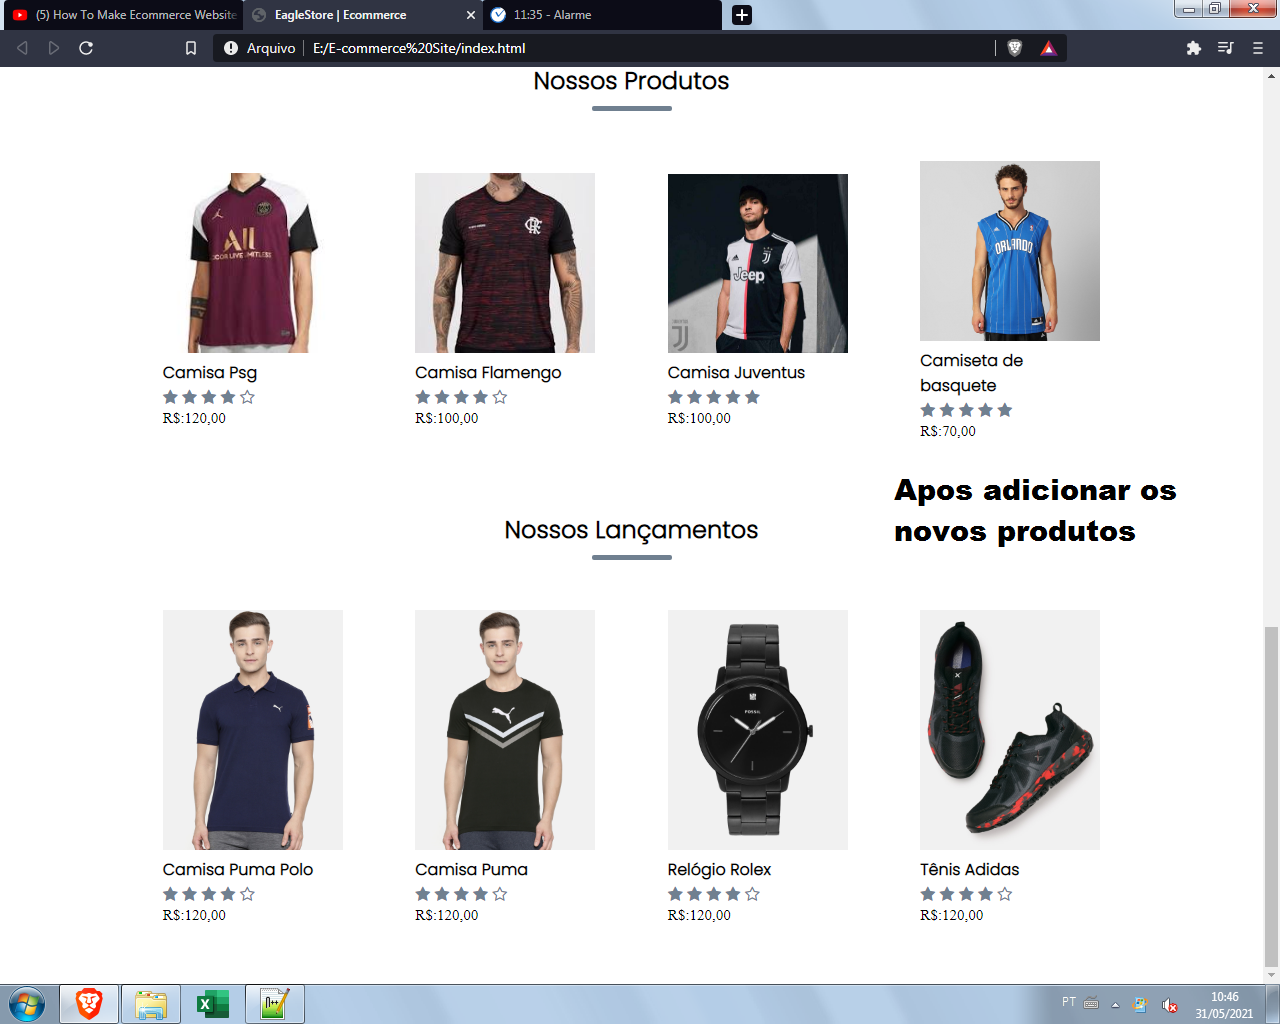 (5) How To Make Ecommerce Website
EagleStore | Ecommerce
11:35 - Alarme
Arquivo
E:/E-commerce%20Site/index.html
Nossos Produtos
ORLANDO
Jeep
Camisa Psg
Camisa Flamengo
Camisa Juventus
Camiseta de
basquete
R$:120,00
R$:100,00
R$:100,00
R$:70,00
Apos adicionar os
novos produtos
Nossos Lançamentos
FOSSIL
Camisa Puma Polo
Camisa Puma
Relógio Rolex
Tênis Adidas
R$:120,00
R$:120,00
R$:120,00
R$:120,00
PT
10:46
31/05/2021